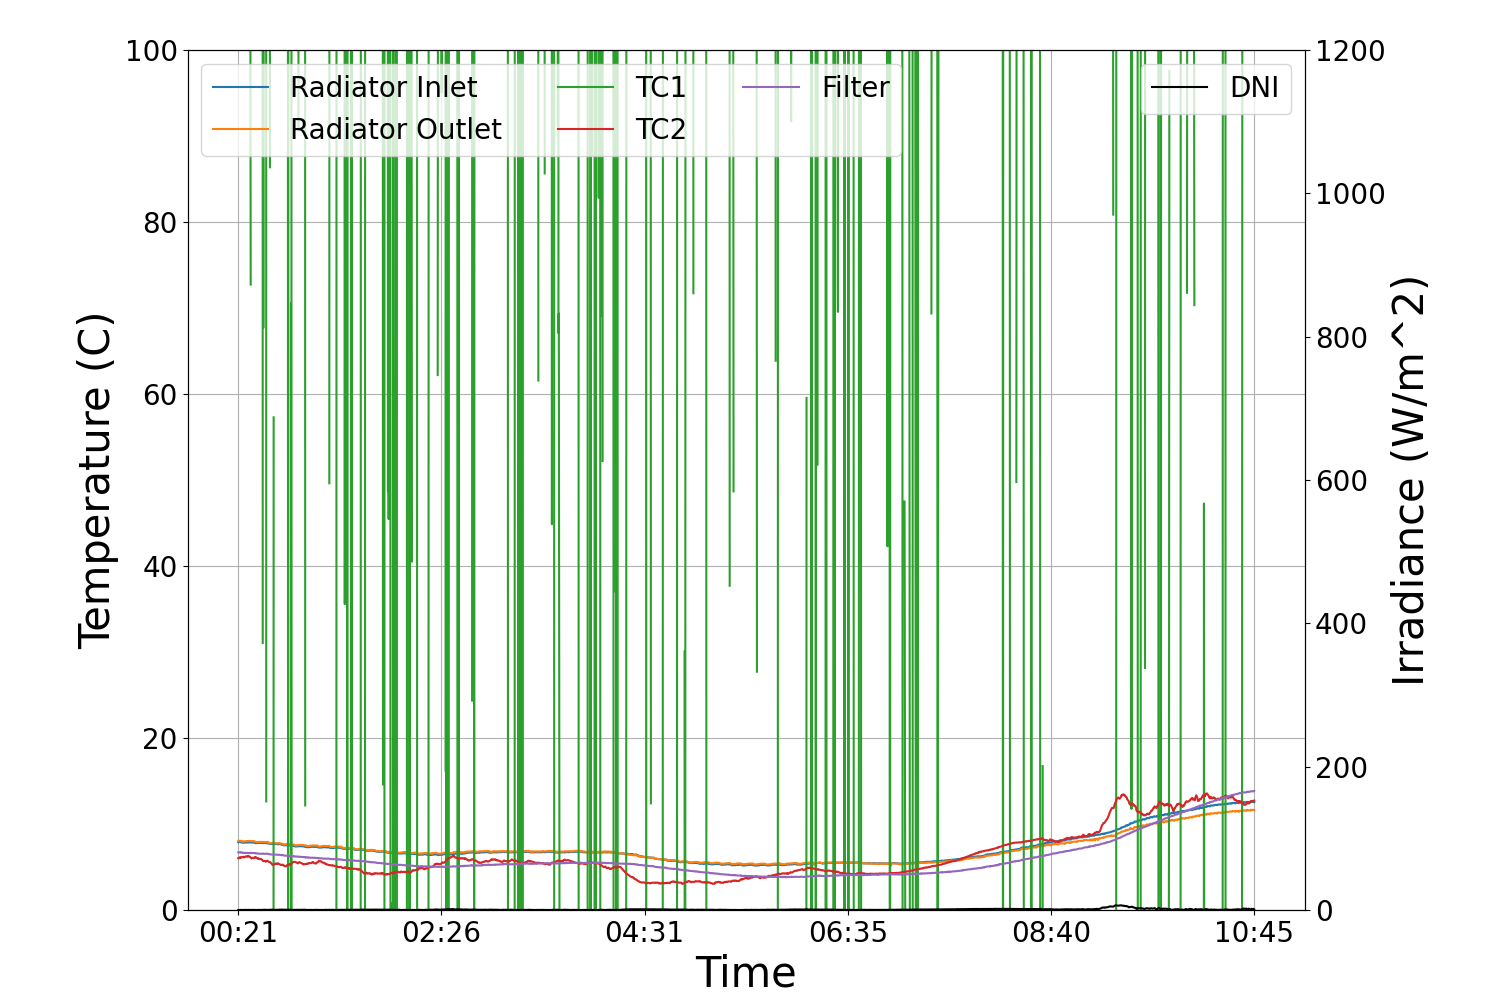 100
80
60
40
20
0
Temperature (C)
Radiator Inlet
Radiator Outlet
TC1
TC2
Filter
DNI
1200
1000
800
600
400
200
0
Irradiance (W/m^2)
00:21 02:26 04:31 06:35 08:40 10:45
Time